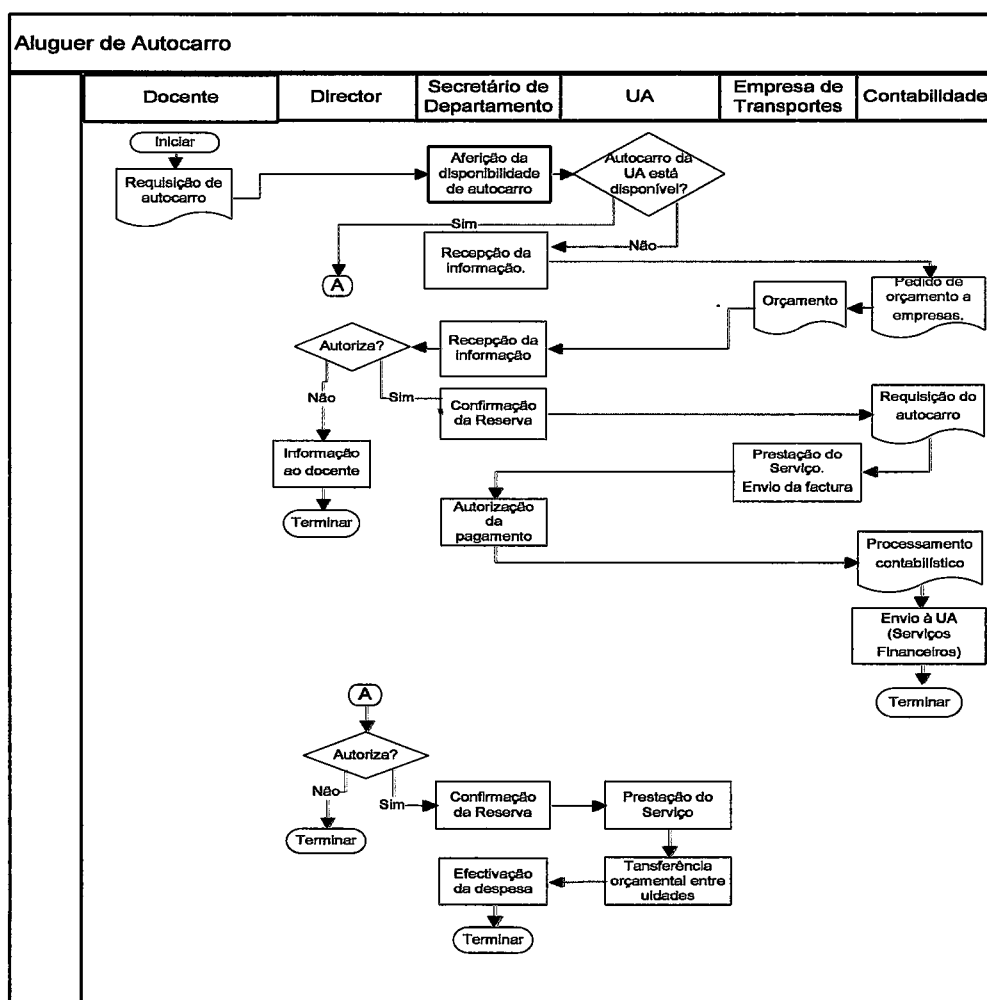 Aluguer de Autocarro
Docente
Director
Secretário de
Departamento
UA
Empresa de
Transportes
Contabilidade
Iniciar
Requisição de
autocarro
Aferição da
disponibilidade
de autocarro
Autocarro da
UA está
disponível?
Sim
Não
Recepção da
informação.
A
Pedido de
orçamento a
empresas.
Orçamento
Recepção da
informação
Autoriza?
Não
Sim
Confirmação
da Reserva
Requisição do
autocarro
Informação
ao docente
Prestação do
Serviço.
Envio da factura
Terminar
Autorização
da
pagamento
Processamento
contabilístico
Envio à UA
(Serviços
Financeiros)
Terminar
A
Autoriza?
Não
Sim
Confirmação
da Reserva
Prestação do
Serviço
Terminar
Efectivação
da despesa
Tansferência
orçamental entre
uidades
Terminar